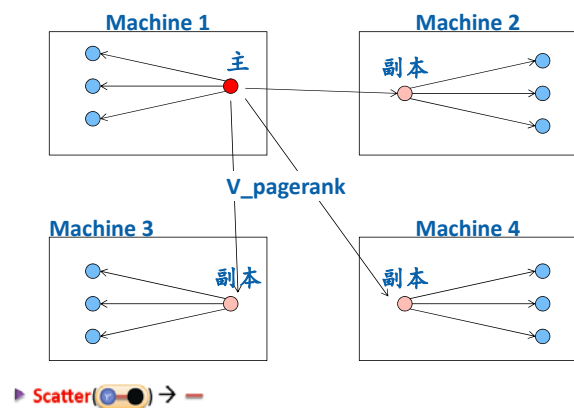 Machine 1
Machine 2
主
副本
V_pagerank
Machine 3
Machine 4
副本
副本
Scatter(Y) → −